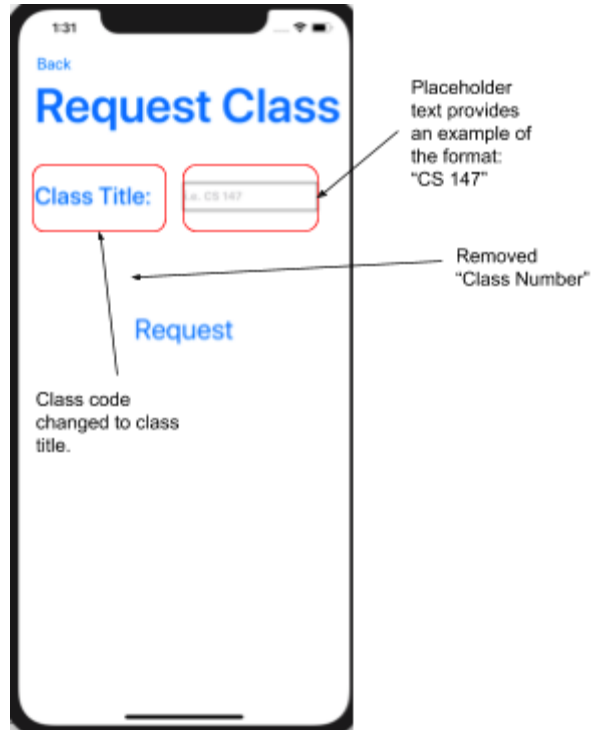 1:31
Back
Request Class
Class Title:
i.e. CS 147
Request
Placeholder
text provides
an example of
the format:
“CS 147”
Removed
“Class Number”
Class code
changed to class
title.